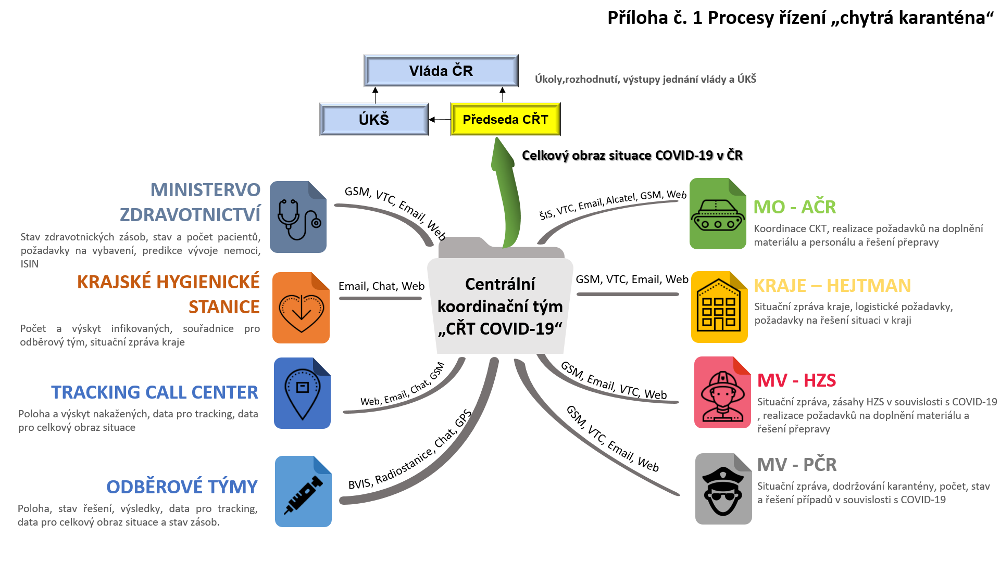 Příloha č. 1 Procesy řízení „chytrá karanténa“
Vláda ČR
Úkoly,rozhodnutí, výstupy jednání vlády a ÚKŠ
ÚKŠ
Předseda CŘT
Celkový obraz situace COVID-19 v ČR
MINISTERVO
ZDRAVOTNICTVÍ
Stav zdravotnických zásob, stav a počet pacientů,
požadavky na vybavení, predikce vývoje nemoci,
ISIN
GSM, VTC, Email, Web
KRAJSKÉ HYGIENICKÉ
STANICE
Počet a výskyt infikovaných, souřadnice pro
odběrový tým, situační zpráva kraje
Email, Chat, Web
TRACKING CALL CENTER
Poloha a výskyt nakažených, data pro tracking, data
pro celkový obraz situace
Web, Email, Chat, GSM
ODBĚROVÉ TÝMY
Poloha, stav řešení, výsledky, data pro tracking,
data pro celkový obraz situace a stav zásob.
BVIS, Radiostanice, Chat, GPS
Centrální
koordinační tým
„CŘT COVID-19“
ŠIS, VTC, Email, Alcatel, GSM, Web
MO - AČR
Koordinace CKT, realizace požadavků na doplnění
materiálu a personálu a řešení přepravy
GSM, VTC, Email, Web
KRAJE – HEJTMAN
Situační zpráva kraje, logistické požadavky,
požadavky na řešení situaci v kraji
GSM, Email, VTC, Web
MV - HZS
Situační zpráva, zásahy HZS v souvislosti s COVID-19
, realizace požadavků na doplnění materiálu a
řešení přepravy
GSM, VTC, Email, Web
MV - PČR
Situační zpráva, dodržování karantény, počet, stav
a řešení případů v souvislosti s COVID-19